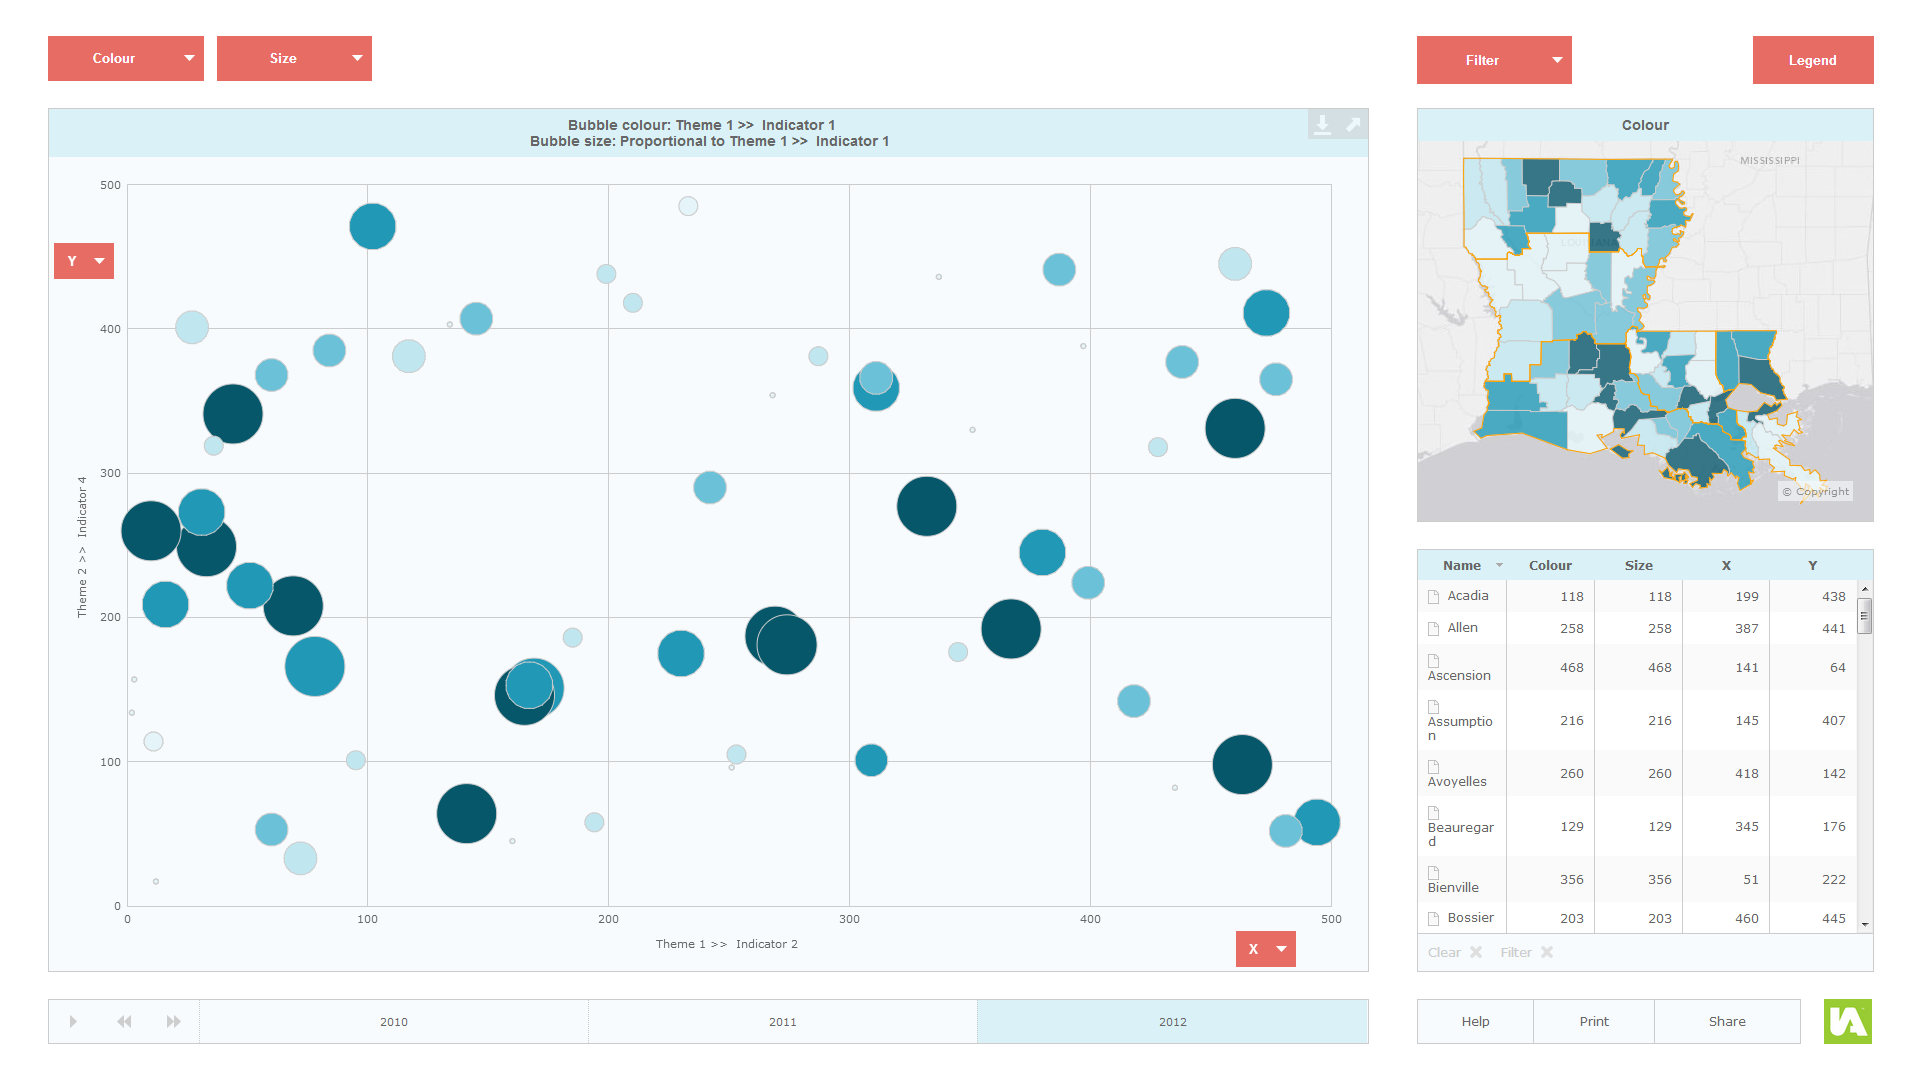 Colour
Size
Filter
Legend
Bubble colour: Theme 1 >> Indicator 1
Bubble size: Proportional to Theme 1 >> Indicator 1
Y
500
400
300
200
100
0
Theme 2 >> Indicator 4
0 100 200 300 400 500
Theme 1 >> Indicator 2
X
2010
2011
2012
Colour
MISSISSIPPI
LOUISIANA
© Copyright
Name Colour Size X Y
Acadia 118 118 199 438
Allen 258 258 387 441
Ascension 468 468 141 64
Assumptio
n 216 216 145 407
Avoyelles 260 260 418 142
Beauregar
d 129 129 345 176
Bienville 356 356 51 222
Bossier 203 203 460 445
Clear Filter
Help
Print
Share
IA